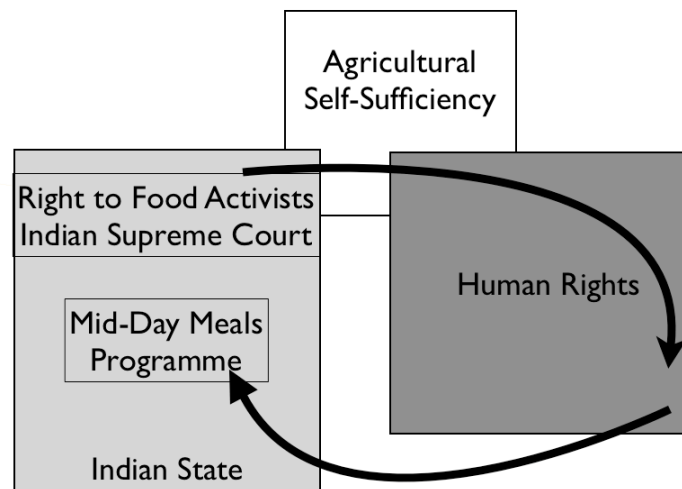 Agricultural
Self-Sufficiency
Right to Food Activists
Indian Supreme Court
Human Rights
Mid-Day Meals
Programme
Indian State